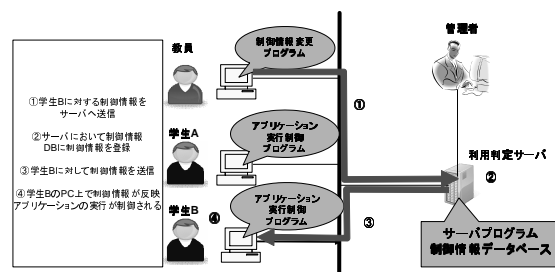 ①学生Bに対する制御情報を
サーバへ送信
②サーバにおいて制御情報
DBに制御情報を登録
③学生Bに対して制御情報を送信
④学生BのPC上で制御情報が反映
アプリケーションの実行が制御される
教員
制御情報変更
プログラム
①
学生A
アプリケーション
実行制御
プログラム
学生B
④
アプリケーション
実行制御
プログラム
③
管理者
利用判定サーバ
②
サーバプログラム
制御情報データベース